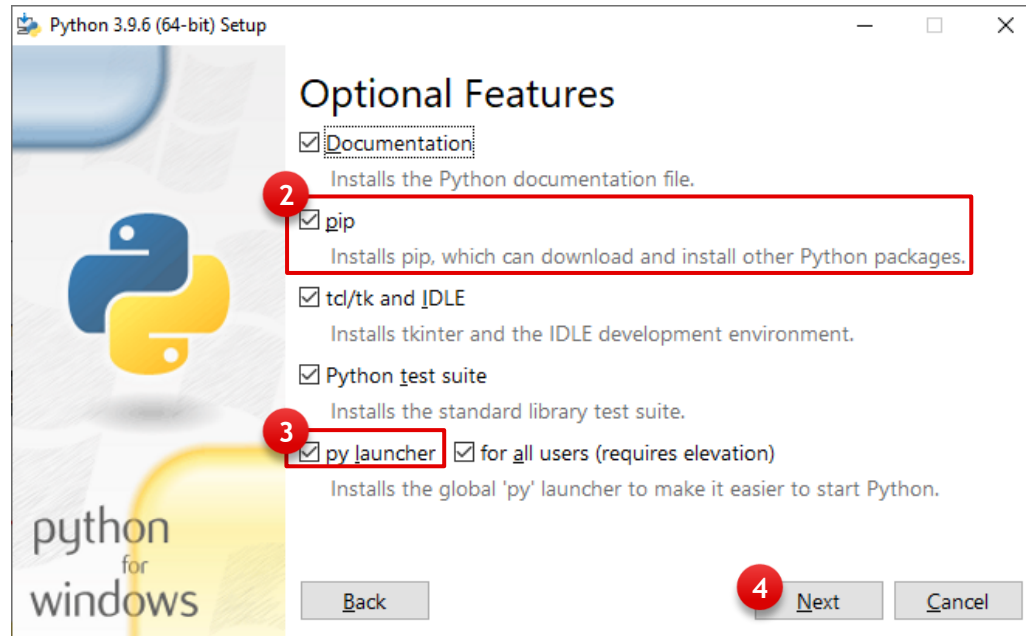 Python 3.9.6 (64-bit) Setup
Optional Features
Documentation
Installs the Python documentation file.
2
pip
Installs pip, which can download and install other Python packages.
tcl/tk and IDLE
Installs tkinter and the IDLE development environment.
Python test suite
Installs the standard library test suite.
3
py launcher for all users (requires elevation)
Installs the global 'py' launcher to make it easier to start Python.
python
for
windows
4
Back Next Cancel